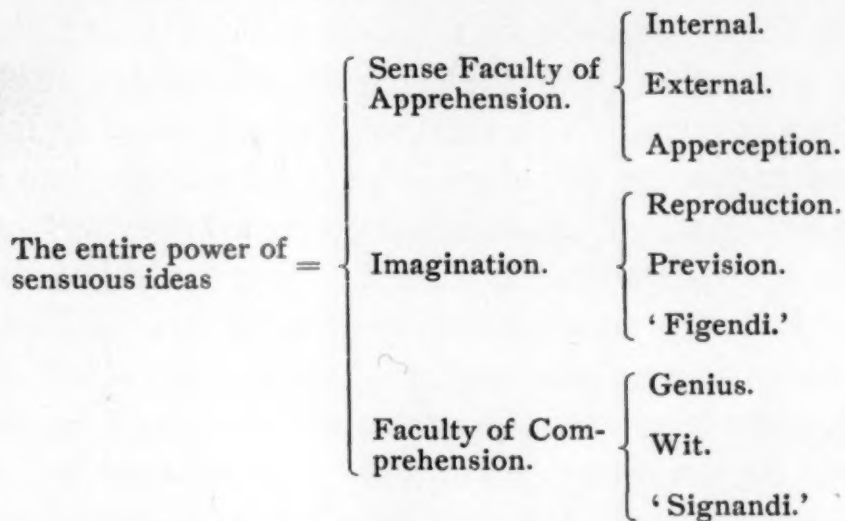 The entire power of
sensuous ideas
=
Sense Faculty of
Apprehension.
Internal.
External.
Apperception.
Imagination.
Reproduction.
Prevision.
‘ Figendi.’
Faculty of Com-
prehension.
Genius.
Wit.
‘ Signandi.’